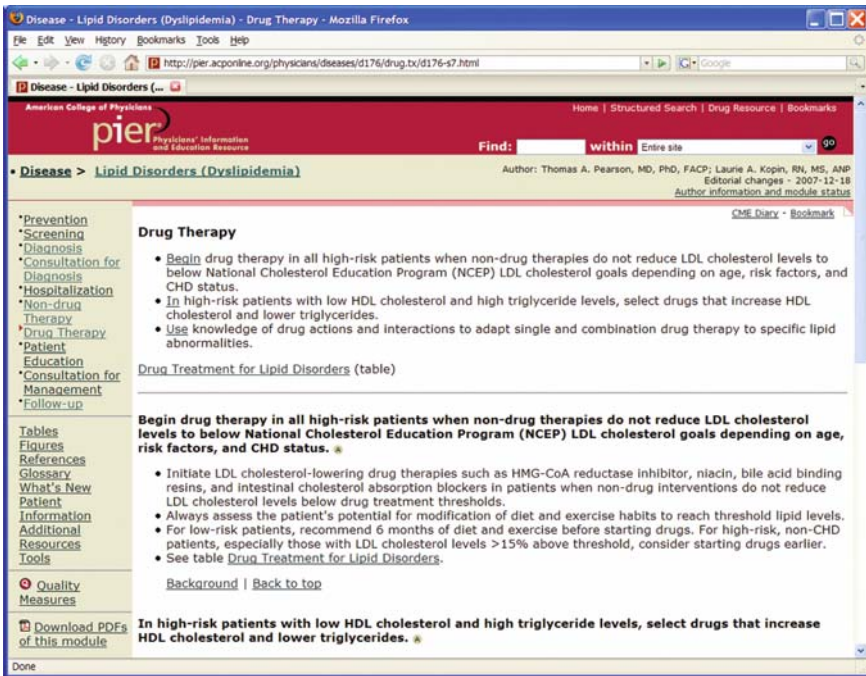 Disease - Lipid Disorders (Dyslipidemia) - Drug Therapy - Mozilla Firefox
File Edit View History Bookmarks Tools Help
http://pier.acponline.org/physicians/diseases/d176/drug.tx/d176-s7.html
Google
Disease - Lipid Disorders (...
American College of Physicians
Home | Structured Search | Drug Resource | Bookmarks
pier Physicians' Information
and Education Resource
Find: within Entire site go
• Disease > Lipid Disorders (Dyslipidemia)
Author: Thomas A. Pearson, MD, PhD, FACP; Laurie A. Kopin, RN, MS, ANP
Editorial changes - 2007-12-18
Author information and module status
CME Diary - Bookmark
Prevention
Screening
Diagnosis
Consultation for
Diagnosis
Hospitalization
Non-drug
Therapy
Drug Therapy
Patient
Education
Consultation for
Management
Follow-up
Tables
Figures
References
Glossary
What's New
Patient
Information
Additional
Resources
Tools
Quality
Measures
Download PDFs
of this module
Drug Therapy
• Begin drug therapy in all high-risk patients when non-drug therapies do not reduce LDL cholesterol levels to
below National Cholesterol Education Program (NCEP) LDL cholesterol goals depending on age, risk factors, and
CHD status.
• In high-risk patients with low HDL cholesterol and high triglyceride levels, select drugs that increase HDL
cholesterol and lower triglycerides.
• Use knowledge of drug actions and interactions to adapt single and combination drug therapy to specific lipid
abnormalities.
Drug Treatment for Lipid Disorders (table)
Begin drug therapy in all high-risk patients when non-drug therapies do not reduce LDL cholesterol
levels to below National Cholesterol Education Program (NCEP) LDL cholesterol goals depending on age,
risk factors, and CHD status.
• Initiate LDL cholesterol-lowering drug therapies such as HMG-CoA reductase inhibitor, niacin, bile acid binding
resins, and intestinal cholesterol absorption blockers in patients when non-drug interventions do not reduce
LDL cholesterol levels below drug treatment thresholds.
• Always assess the patient's potential for modification of diet and exercise habits to reach threshold lipid levels.
• For low-risk patients, recommend 6 months of diet and exercise before starting drugs. For high-risk, non-CHD
patients, especially those with LDL cholesterol levels >15% above threshold, consider starting drugs earlier.
• See table Drug Treatment for Lipid Disorders.
Background | Back to top
In high-risk patients with low HDL cholesterol and high triglyceride levels, select drugs that increase
HDL cholesterol and lower triglycerides.
Done